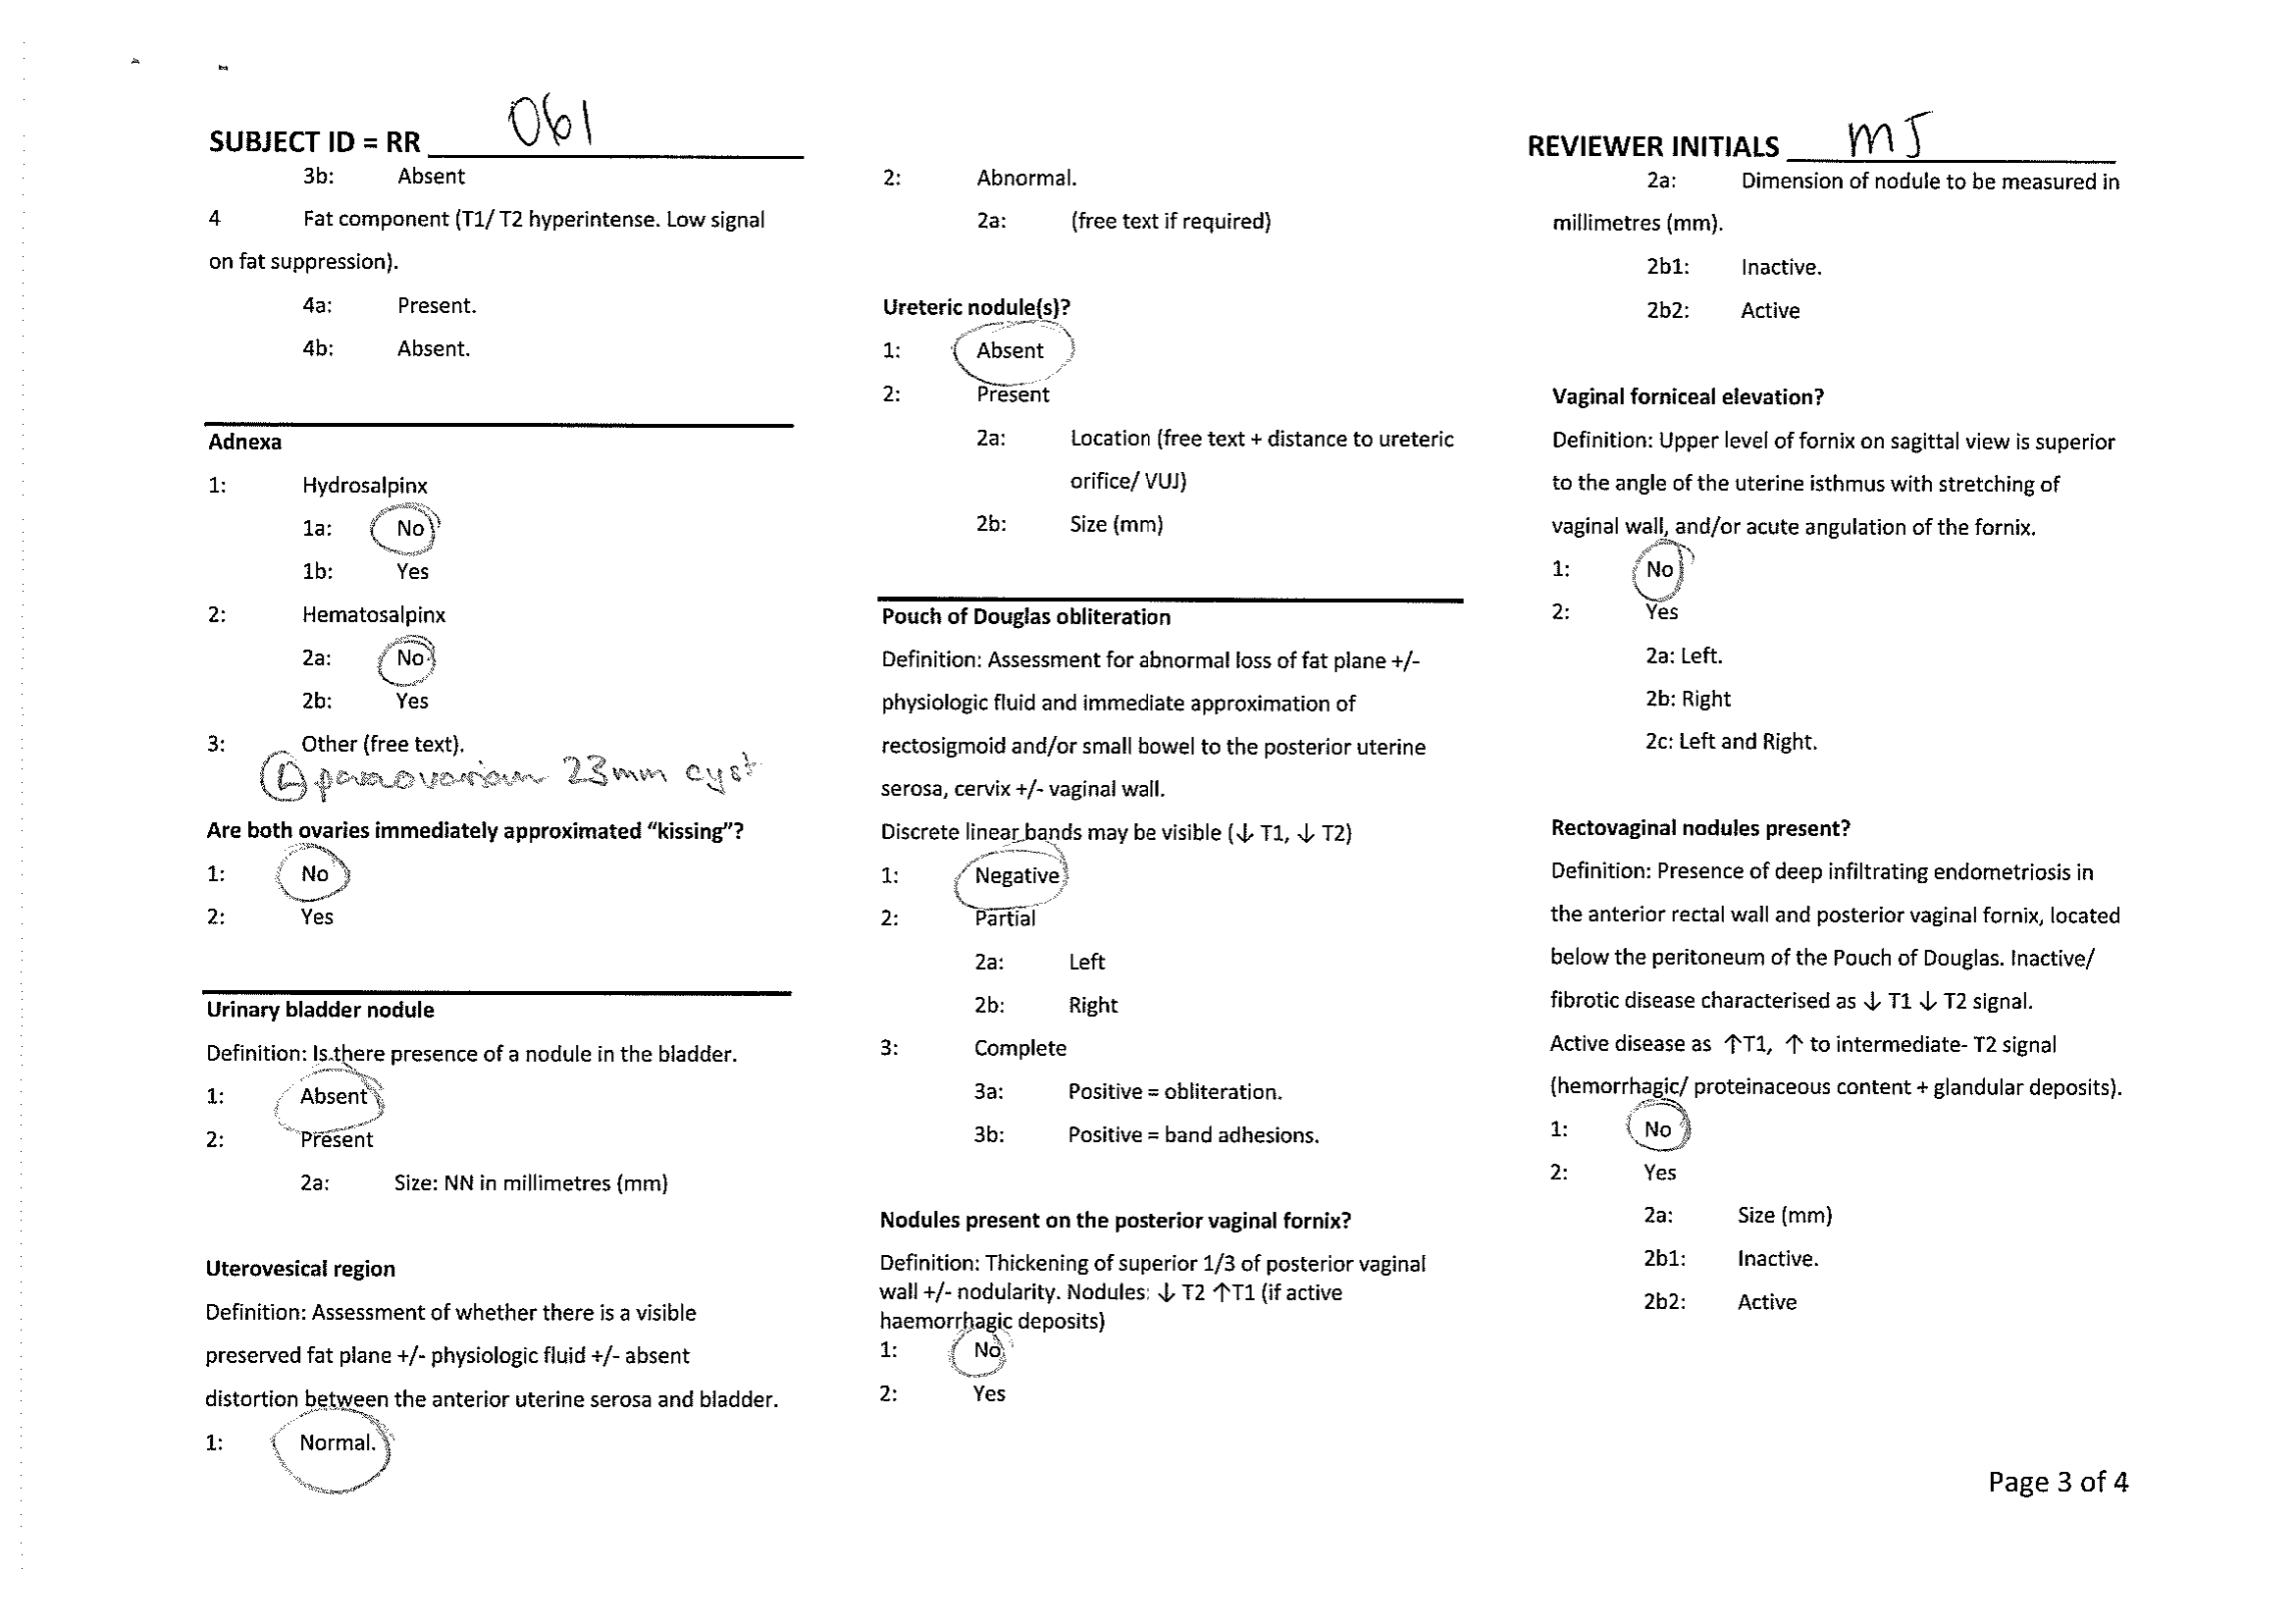 SUBJECT ID = RR 061
3b: Absent
4 Fat component (T1/ T2 hyperintense. Low signal
on fat suppression).
4a: Present.
4b: Absent.
Adnexa
1: Hydrosalpinx
1a: No
1b: Yes
2: Hematosalpinx
2a: No
2b: Yes
3: Other (free text).
Ⓛ paraovarian 23mm cyst
Are both ovaries immediately approximated “kissing”?
1: No
2: Yes
Urinary bladder nodule
Definition: Is there presence of a nodule in the bladder.
1: Absent
2: Present
2a: Size: NN in millimetres (mm)
Uterovesical region
Definition: Assessment of whether there is a visible
preserved fat plane +/- physiologic fluid +/- absent
distortion between the anterior uterine serosa and bladder.
1: Normal.
2: Abnormal.
2a: (free text if required)
Ureteric nodule(s)?
1: Absent
2: Present
2a: Location (free text + distance to ureteric
orifice/ VUJ)
2b: Size (mm)
Pouch of Douglas obliteration
Definition: Assessment for abnormal loss of fat plane +/-
physiologic fluid and immediate approximation of
rectosigmoid and/or small bowel to the posterior uterine
serosa, cervix +/- vaginal wall.
Discrete linear bands may be visible (↓ T1, ↓ T2)
1: Negative
2: Partial
2a: Left
2b: Right
3: Complete
3a: Positive = obliteration.
3b: Positive = band adhesions.
Nodules present on the posterior vaginal fornix?
Definition: Thickening of superior 1/3 of posterior vaginal
wall +/- nodularity. Nodules: ↓ T2 ↑T1 (if active
haemorrhagic deposits)
1: No
2: Yes
REVIEWER INITIALS MJ
2a: Dimension of nodule to be measured in
millimetres (mm).
2b1: Inactive.
2b2: Active
Vaginal forniceal elevation?
Definition: Upper level of fornix on sagittal view is superior
to the angle of the uterine isthmus with stretching of
vaginal wall, and/or acute angulation of the fornix.
1: No
2: Yes
2a: Left.
2b: Right
2c: Left and Right.
Rectovaginal nodules present?
Definition: Presence of deep infiltrating endometriosis in
the anterior rectal wall and posterior vaginal fornix, located
below the peritoneum of the Pouch of Douglas. Inactive/
fibrotic disease characterised as ↓ T1 ↓ T2 signal.
Active disease as ↑T1, ↑ to intermediate- T2 signal
(hemorrhagic/ proteinaceous content + glandular deposits).
1: No
2: Yes
2a: Size (mm)
2b1: Inactive.
2b2: Active
Page 3 of 4